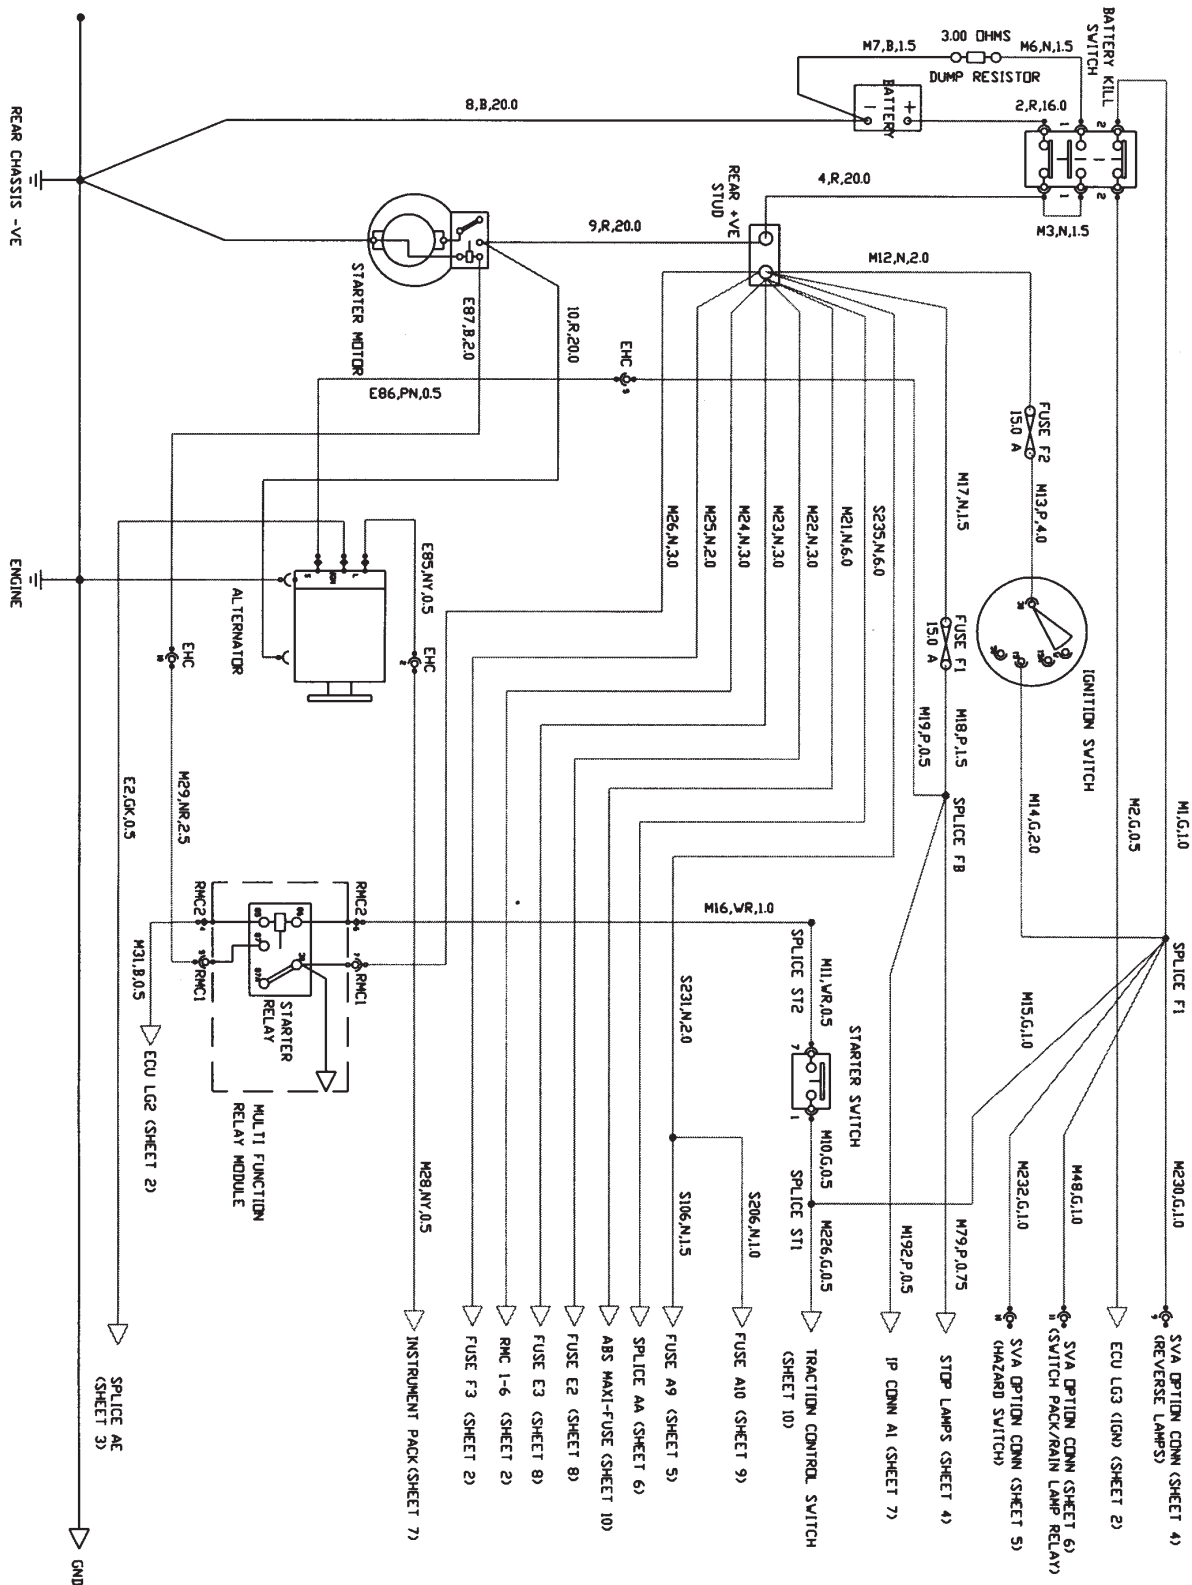 BATTERY KILL
SWITCH
3.00 OHMS
M7,B,1.5
M6,N,1.5
DUMP RESISTOR
BATTERY
- +
2,R,16.0
1
2
1
2
8,B,20.0
4,R,20.0
M3,N,1.5
REAR CHASSIS -VE
REAR +VE
STUD
9,R,20.0
M12,N,2.0
STARTER MOTOR
E87,B,2.0
10,R,20.0
EHC
E86,PN,0.5
FUSE F2
15.0 A
M13,P,4.0
M17,N,1.5
M26,N,3.0
M25,N,2.0
M24,N,3.0
M23,N,3.0
M22,N,3.0
M21,N,6.0
S235,N,6.0
IGNITION SWITCH
FUSE F1
15.0 A
ENGINE
S
L
ALTERNATOR
E85,NY,0.5
EHC
2
EHC
M19,P,0.5
M18,P,1.5
M14,G,2.0
M2,G,0.5
M1,G,1.0
SPLICE FB
SPLICE F1
E2,GK,0.5
M29,NR,2.5
RMC2
RMC1
RMC2
RMC1
30
87
STARTER
RELAY
MULTI FUNCTION
RELAY MODULE
M31,B,0.5
ECU LG2 (SHEET 2)
M16,WR,1.0
SPLICE ST2
M11,WR,0.5
STARTER SWITCH
7
1
M10,G,0.5
SPLICE ST1
M226,G,0.5
M15,G,1.0
S231,N,2.0
S106,N,1.5
S206,N,1.0
M192,P,0.5
M79,P,0.75
M232,G,1.0
M48,G,1.0
M230,G,1.0
M28,NY,0.5
SVA OPTION CONN (SHEET 4)
(REVERSE LAMPS)
ECU LG3 (IGN) (SHEET 2)
SVA OPTION CONN (SHEET 6)
(SWITCH PACK/RAIN LAMP RELAY)
SVA OPTION CONN (SHEET 5)
(HAZARD SWITCH)
STOP LAMPS (SHEET 4)
IP CONN A1 (SHEET 7)
TRACTION CONTROL SWITCH
(SHEET 10)
FUSE A10 (SHEET 9)
FUSE A9 (SHEET 5)
SPLICE AA (SHEET 6)
ABS MAXI-FUSE (SHEET 10)
FUSE E2 (SHEET 8)
FUSE E3 (SHEET 8)
RMC 1-6 (SHEET 2)
FUSE F3 (SHEET 2)
INSTRUMENT PACK(SHEET 7)
SPLICE AE
(SHEET 3)
GND